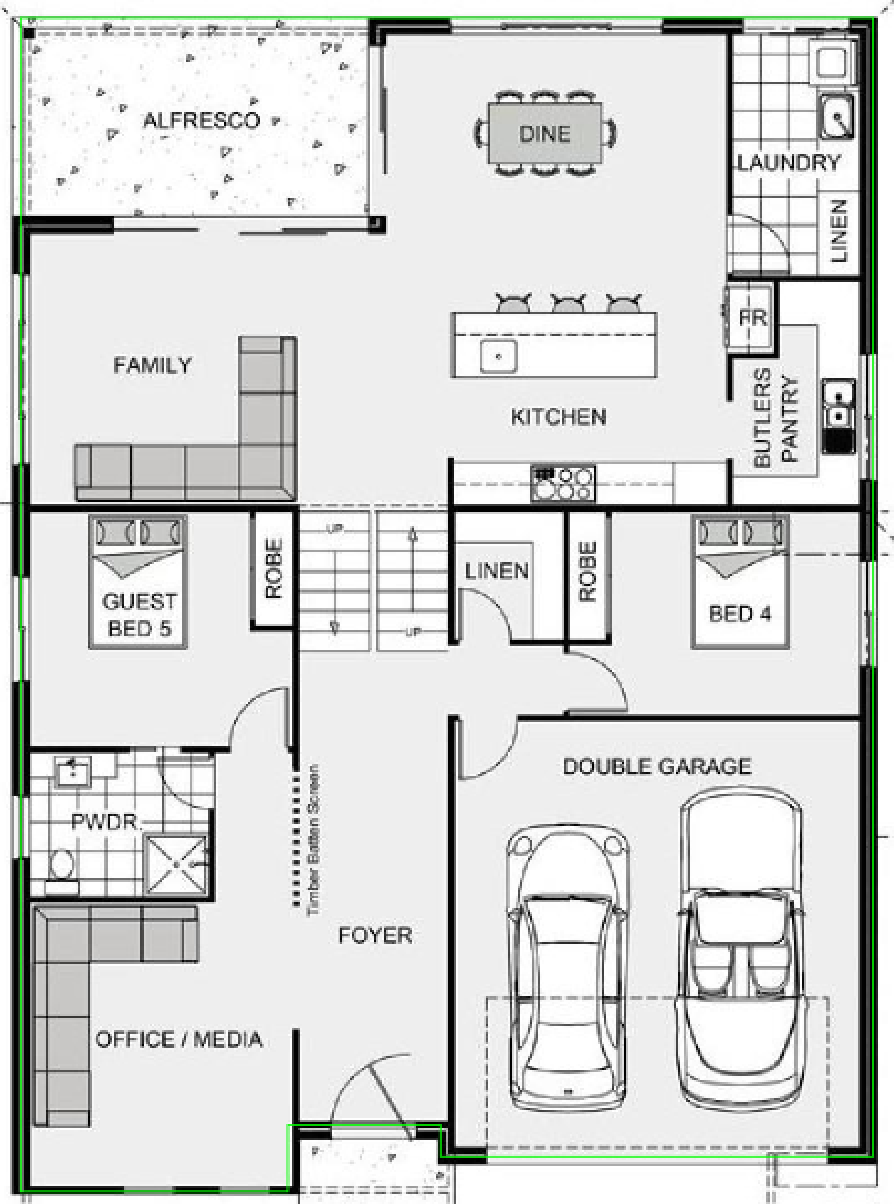 ALFRESCO
DINE
LAUNDRY
LINEN
FR
FAMILY
KITCHEN
BUTLERS
PANTRY
UP
ROBE
LINEN
ROBE
GUEST
BED 5
BED 4
UP
DOUBLE GARAGE
PWDR.
Timber Batten Screen
FOYER
OFFICE / MEDIA